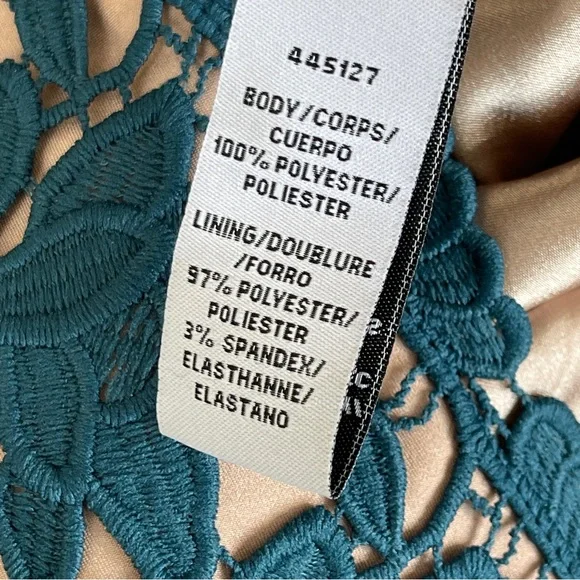 445127
BODY/CORPS/
CUERPO
100% POLYESTER/
POLIESTER
LINING/DOUBLURE
/FORRO
97% POLYESTER/
POLIESTER
3% SPANDEX/
ELASTHANNE/
ELASTANO